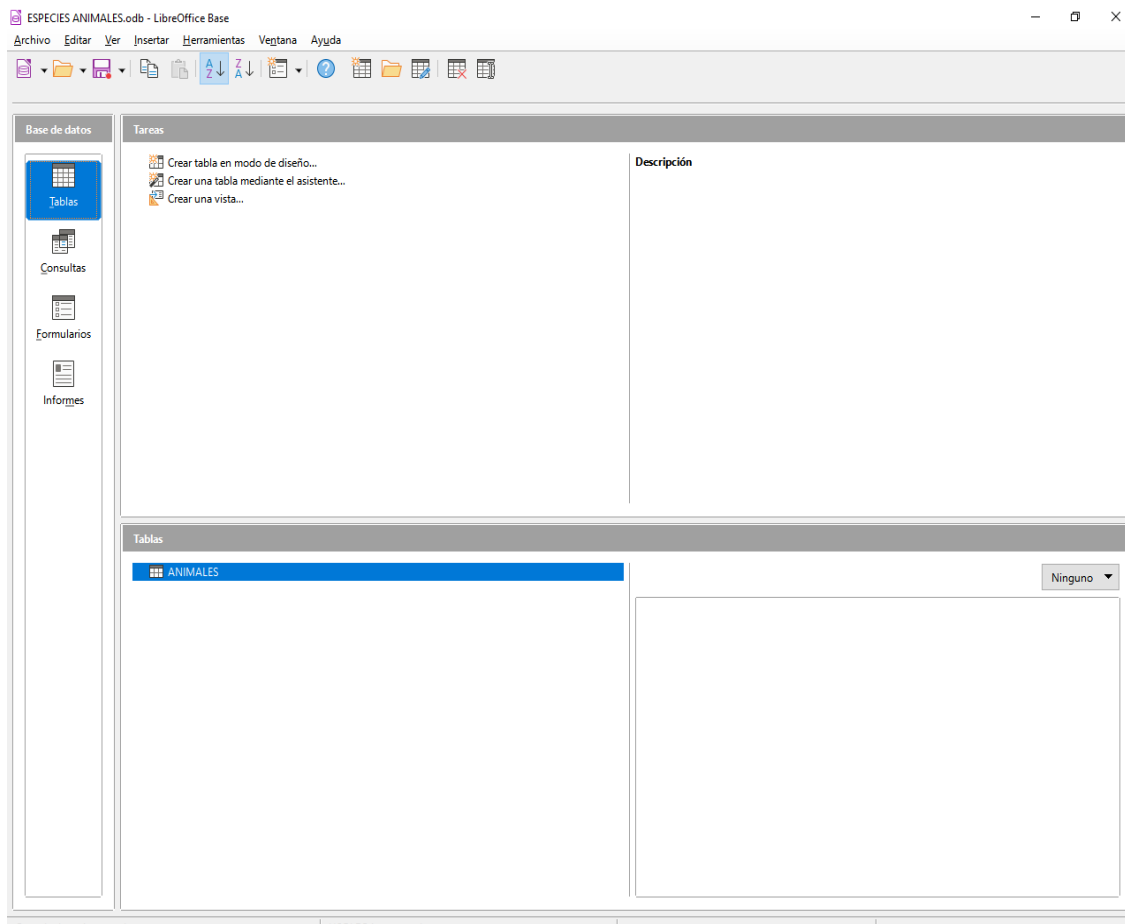 ESPECIES ANIMALES.odb - LibreOffice Base
Archivo Editar Ver Insertar Herramientas Ventana Ayuda
Base de datos
Tablas
Consultas
Formularios
Informes
Tareas
Crear tabla en modo de diseño...
Crear una tabla mediante el asistente...
Crear una vista...
Descripción
Tablas
ANIMALES
Ninguno